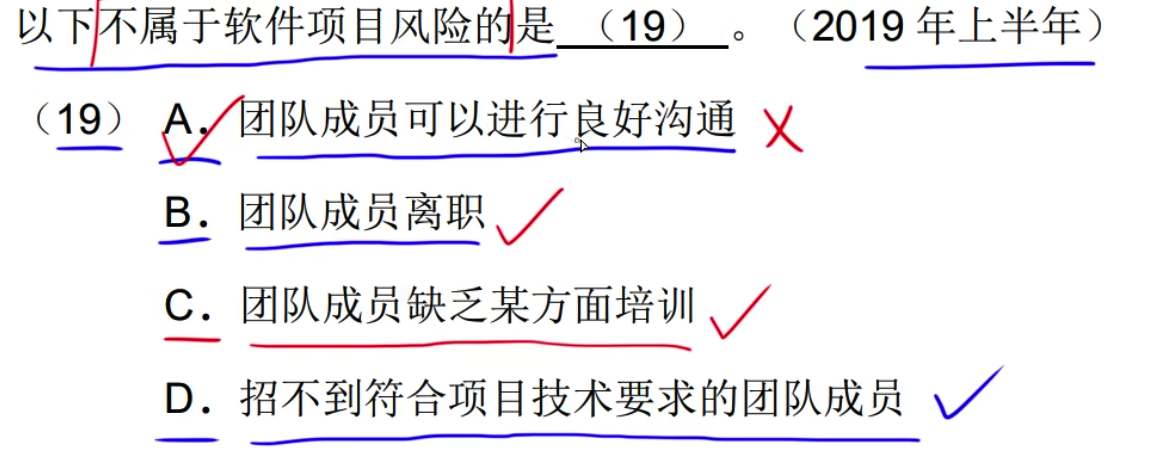 以下不属于软件项目风险的是 （19） 。（2019 年上半年）
（19） A．团队成员可以进行良好沟通
B．团队成员离职
C．团队成员缺乏某方面培训
D．招不到符合项目技术要求的团队成员